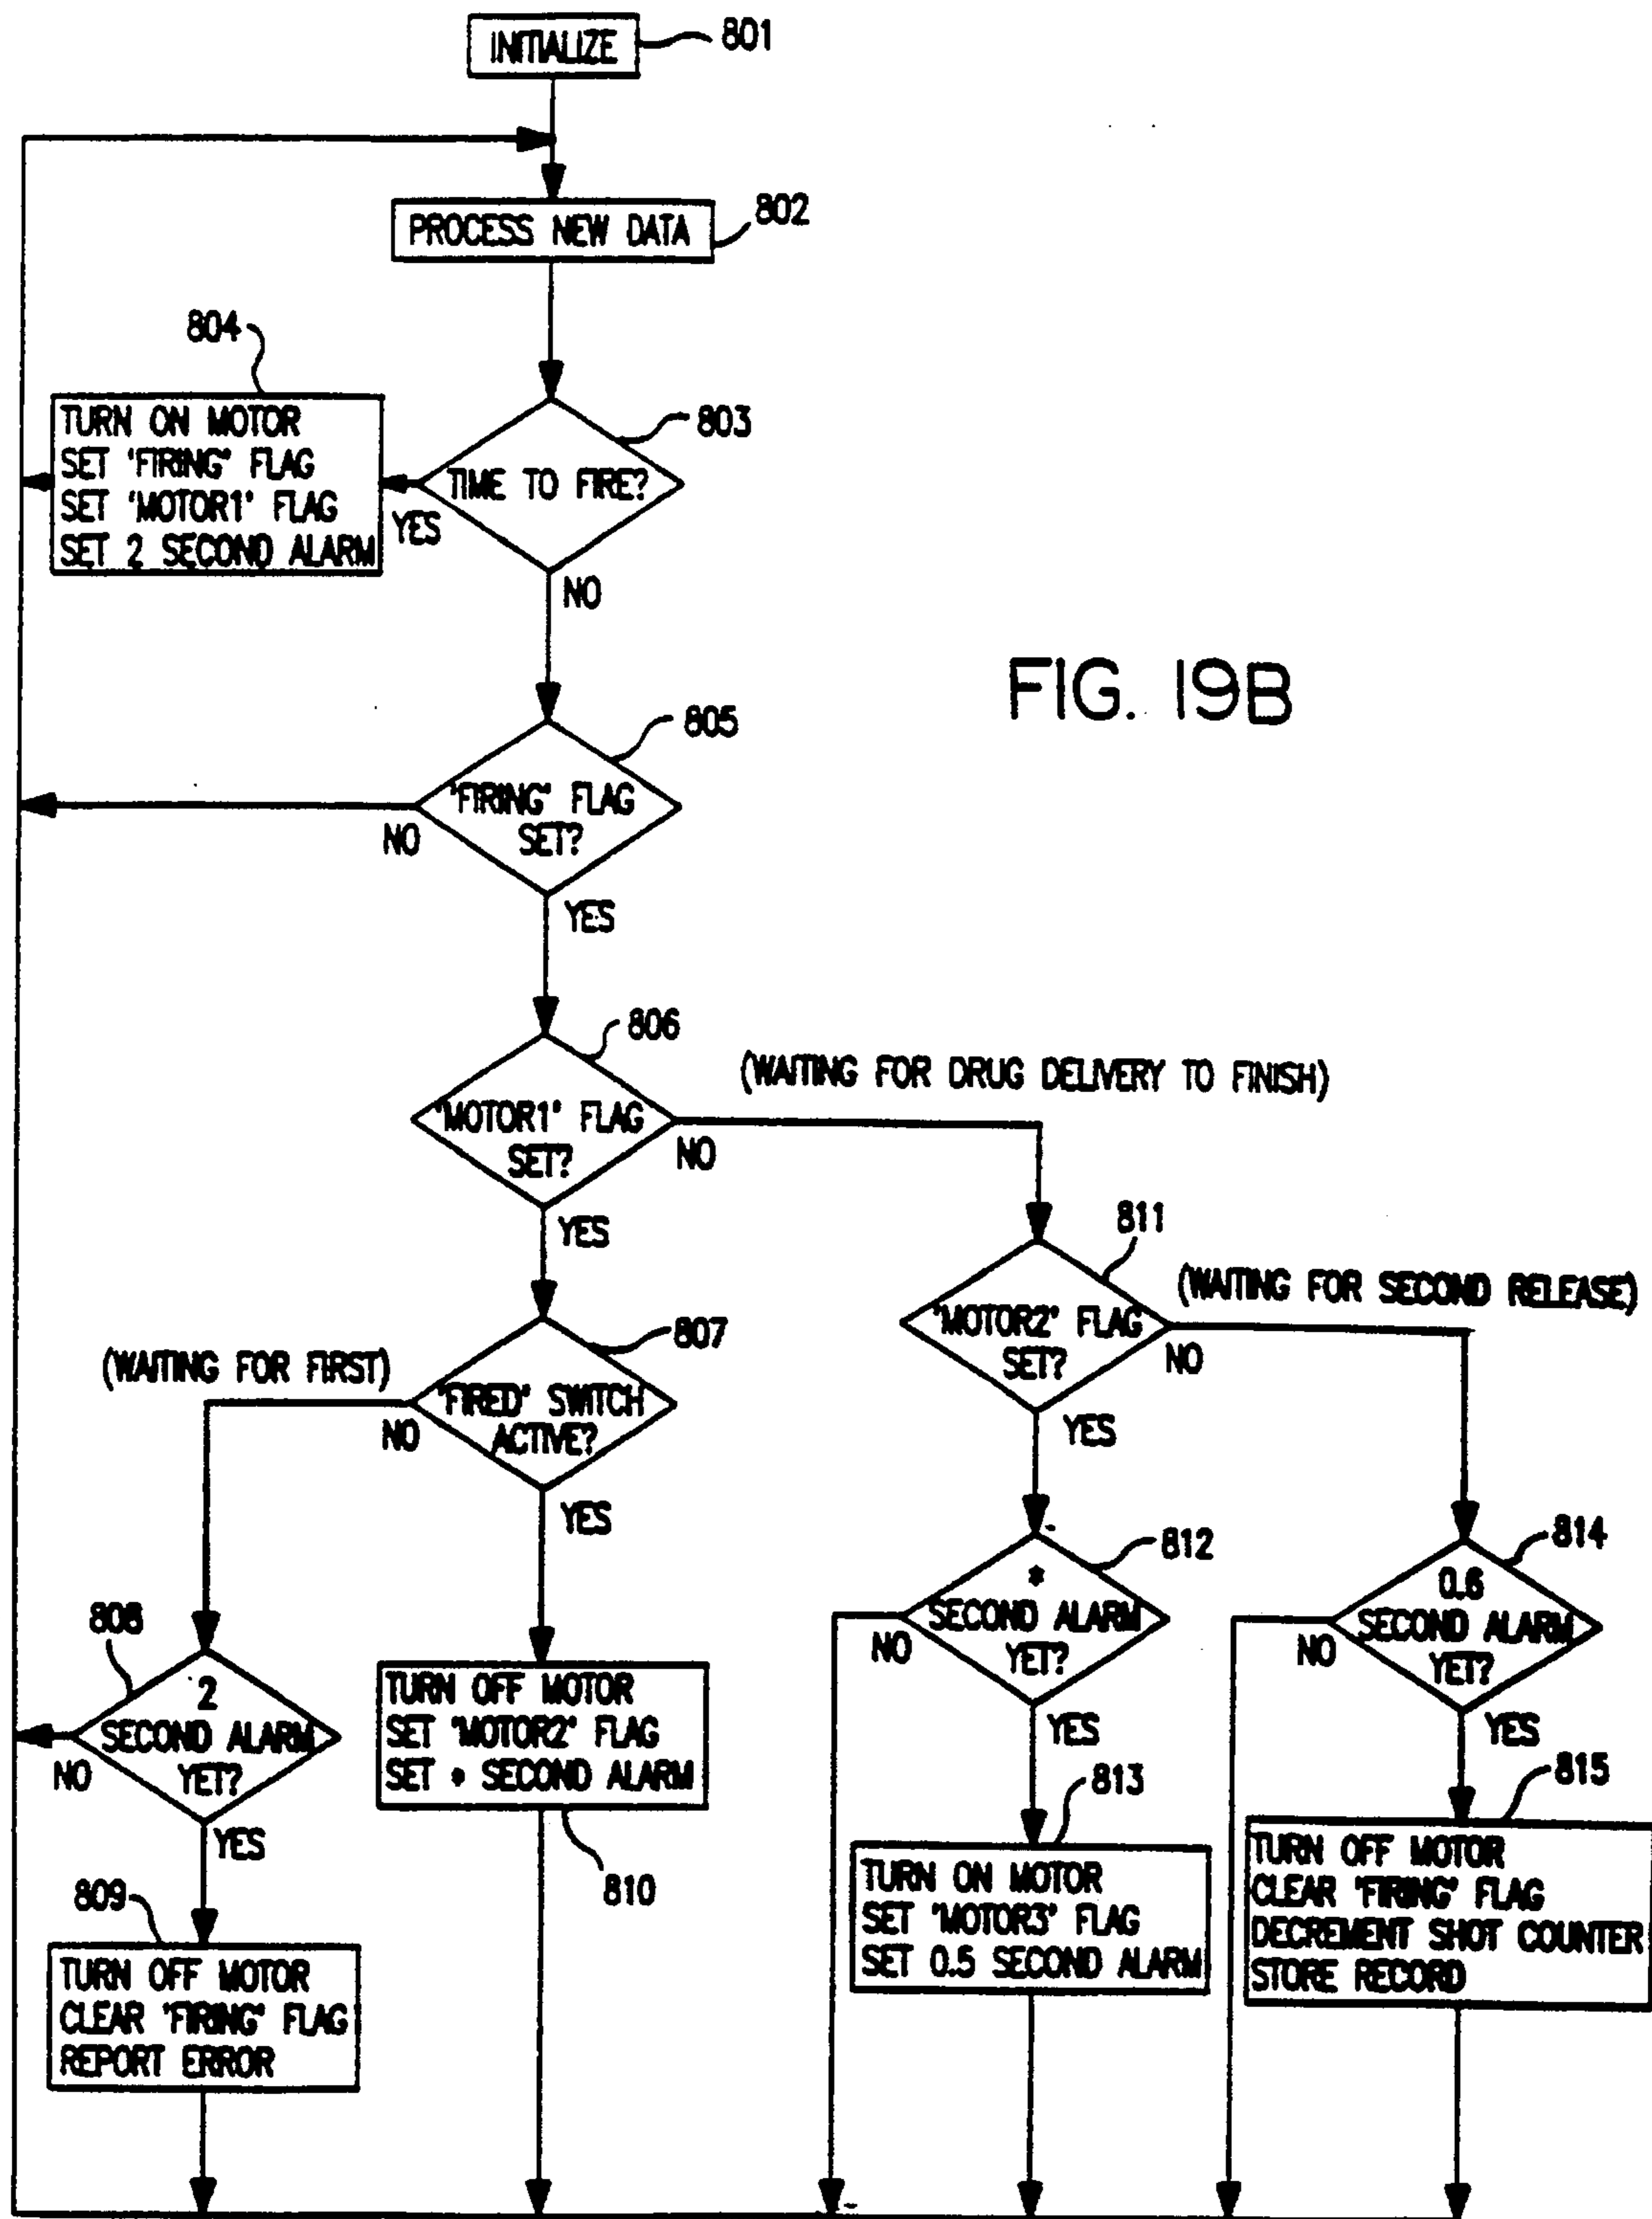 INITIALIZE
801
PROCESS NEW DATA
802
804
TURN ON MOTOR
SET "FIRING" FLAG
SET "MOTOR1" FLAG
SET 2 SECOND ALARM
803
TIME TO FIRE?
YES
NO
FIG. 19B
805
"FIRING" FLAG
SET?
NO
YES
806
"MOTOR1" FLAG
SET?
(WAITING FOR DRUG DELIVERY TO FINISH)
NO
YES
811
"MOTOR2" FLAG
SET?
(WAITING FOR SECOND RELEASE)
NO
YES
807
(WAITING FOR FIRST)
"FIRED" SWITCH
ACTIVE?
NO
YES
812
*
SECOND ALARM
YET?
NO
YES
814
0.6
SECOND ALARM
YET?
NO
YES
808
2
SECOND ALARM
YET?
NO
YES
TURN OFF MOTOR
SET "MOTOR2" FLAG
SET * SECOND ALARM
810
813
TURN ON MOTOR
SET "MOTOR3" FLAG
SET 0.5 SECOND ALARM
815
TURN OFF MOTOR
CLEAR "FIRING" FLAG
DECREMENT SHOT COUNTER
STORE RECORD
809
TURN OFF MOTOR
CLEAR "FIRING" FLAG
REPORT ERROR